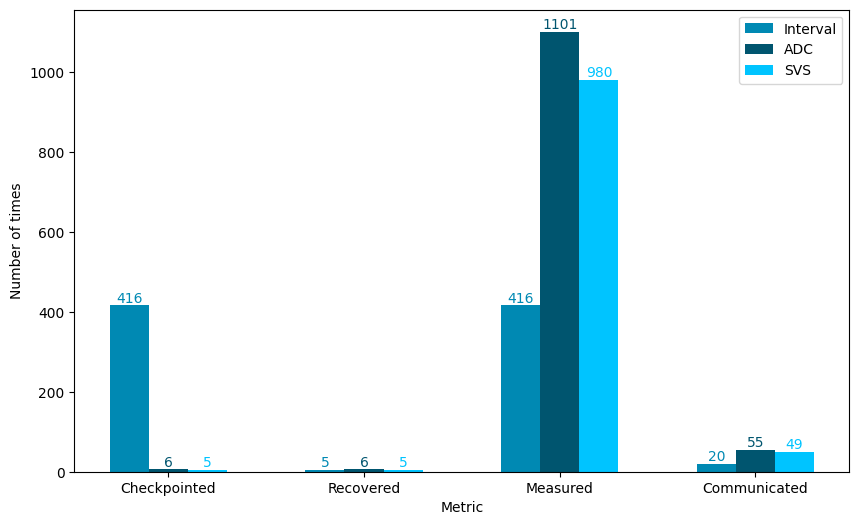 Interval
ADC
SVS
Number of times
1000
800
600
400
200
0
416
6
5
5
6
5
416
1101
980
20
55
49
Checkpointed
Recovered
Measured
Communicated
Metric